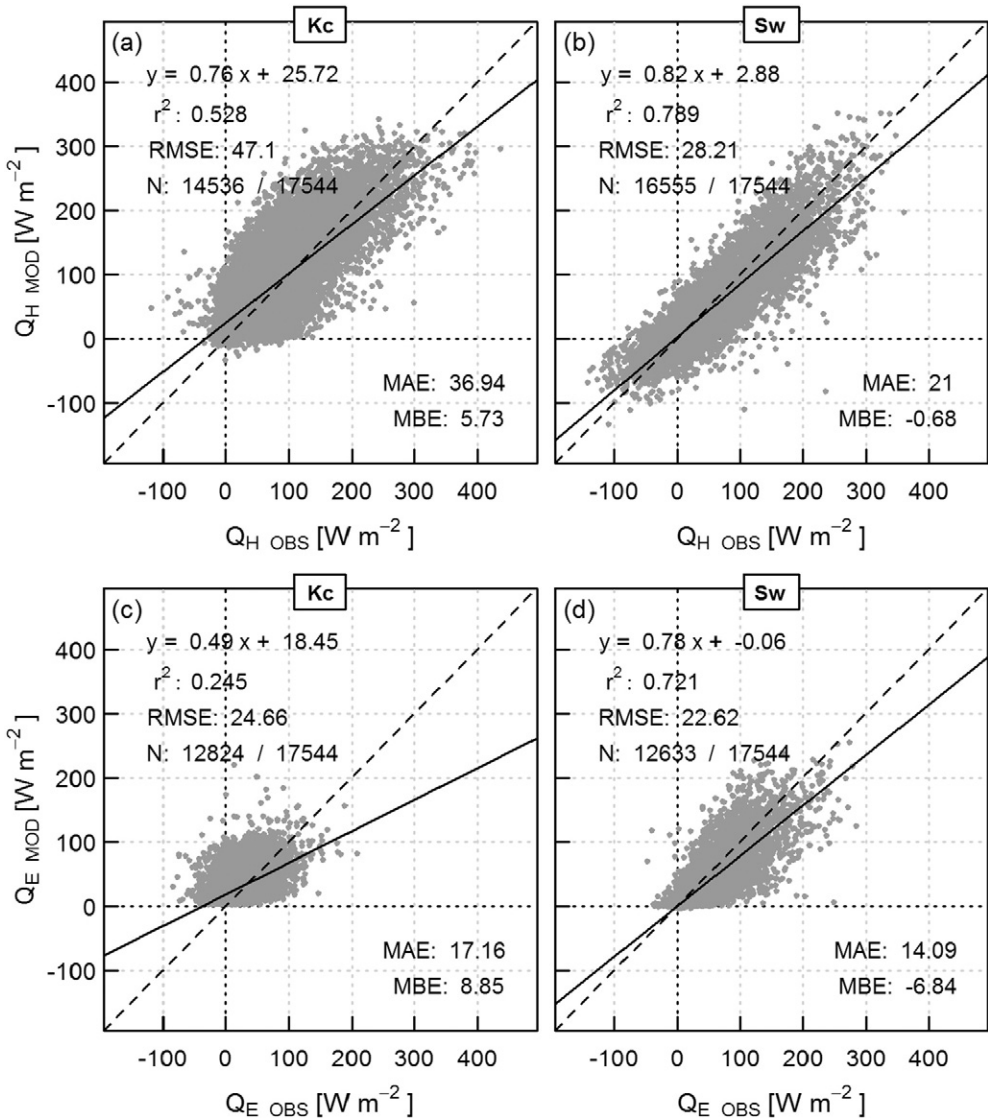 (a) Kc
y = 0.76 x + 25.72
r²: 0.528
RMSE: 47.1
N: 14536 / 17544
MAE: 36.94
MBE: 5.73
400
300
200
100
0
-100
Q_H MOD [W m⁻²]
-100 0 100 200 300 400
Q_H OBS [W m⁻²]
(b) Sw
y = 0.82 x + 2.88
r²: 0.789
RMSE: 28.21
N: 16555 / 17544
MAE: 21
MBE: -0.68
-100 0 100 200 300 400
Q_H OBS [W m⁻²]
(c) Kc
y = 0.49 x + 18.45
r²: 0.245
RMSE: 24.66
N: 12824 / 17544
MAE: 17.16
MBE: 8.85
400
300
200
100
0
-100
Q_E MOD [W m⁻²]
-100 0 100 200 300 400
Q_E OBS [W m⁻²]
(d) Sw
y = 0.78 x + -0.06
r²: 0.721
RMSE: 22.62
N: 12633 / 17544
MAE: 14.09
MBE: -6.84
-100 0 100 200 300 400
Q_E OBS [W m⁻²]